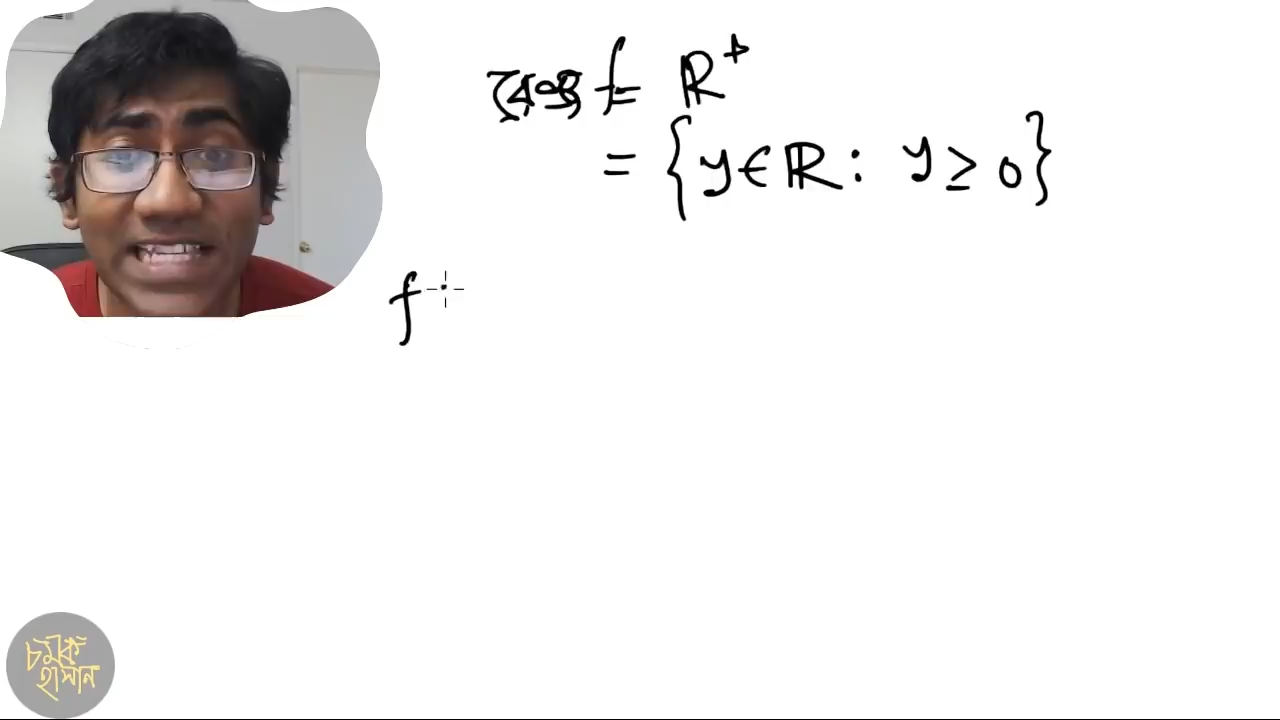 রেঞ্জ f = ℝ⁺
= {y ∈ ℝ : y ≥ 0}
f :
চমক
হাসান